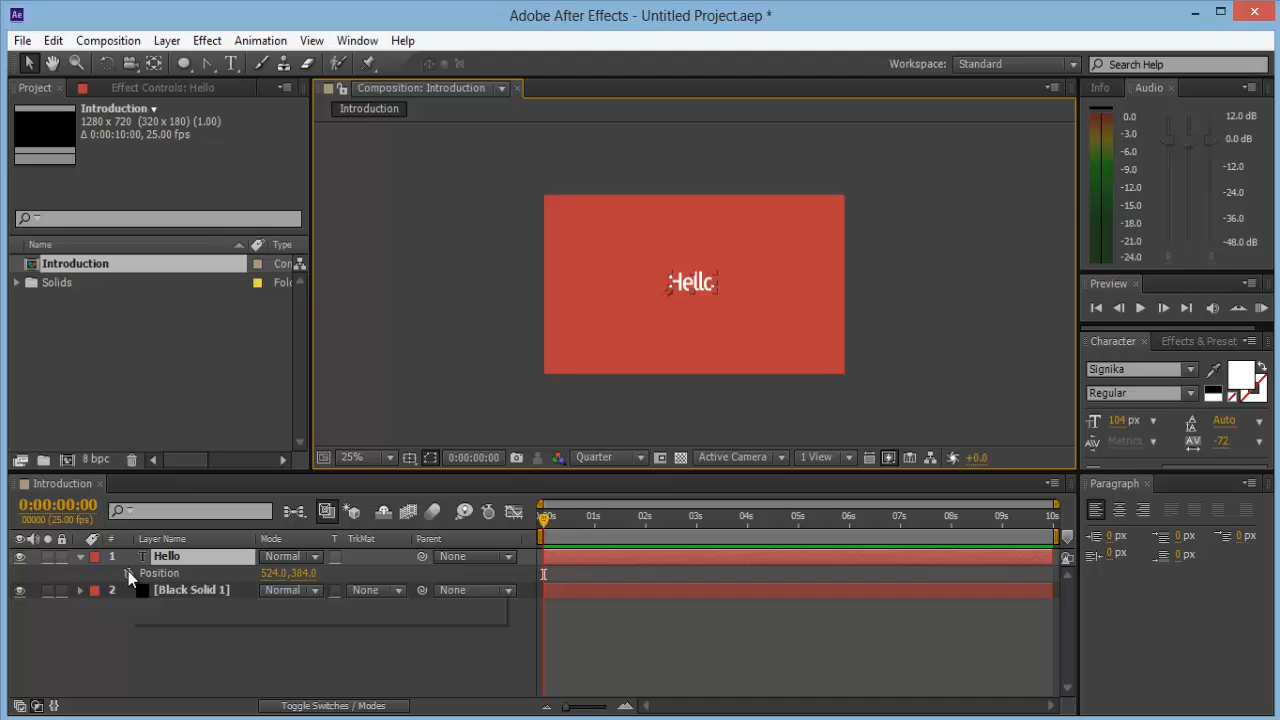 Ae
Adobe After Effects - Untitled Project.aep *
File Edit Composition Layer Effect Animation View Window Help
T
Workspace: Standard
Search Help
Project
Effect Controls: Hello
Composition: Introduction
Info
Audio
Introduction
1280 x 720 (320 x 180) (1.00)
Δ 0:00:10:00, 25.00 fps
Introduction
0.0
-3.0
-6.0
-9.0
-12.0
-15.0
-18.0
-21.0
-24.0
12.0 dB
0.0 dB
-12.0
-24.0
-36.0
-48.0 dB
0
0
Name
Type
Introduction
Con
Solids
Fold
Hello
Preview
Character
Effects & Preset
Signika
Regular
104 px
Auto
Metrics
-72
8 bpc
25%
0:00:00:00
Quarter
Active Camera
1 View
+0.0
Introduction
0:00:00:00
00000 (25.00 fps)
:00s 01s 02s 03s 04s 05s 06s 07s 08s 09s 10s
# Layer Name Mode T TrkMat Parent
1 T Hello Normal None
Position 524.0,384.0
2 [Black Solid 1] Normal None None
Toggle Switches / Modes
Paragraph
0 px
0 px
0 px
0 px
0 px